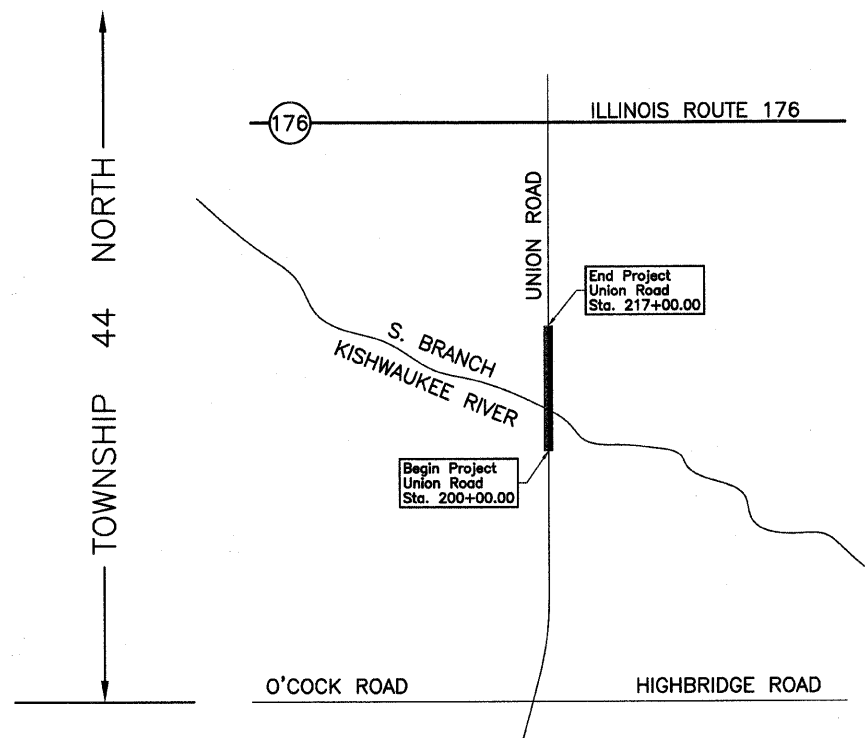 TOWNSHIP 44 NORTH
176
ILLINOIS ROUTE 176
UNION ROAD
End Project
Union Road
Sta. 217+00.00
S. BRANCH
KISHWAUKEE RIVER
Begin Project
Union Road
Sta. 200+00.00
O'COCK ROAD
HIGHBRIDGE ROAD